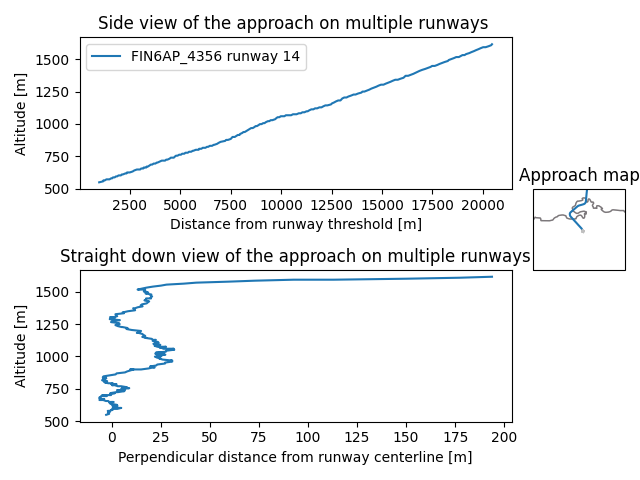 Side view of the approach on multiple runways
FIN6AP_4356 runway 14
Altitude [m]
1500
1250
1000
750
500
2500 5000 7500 10000 12500 15000 17500 20000
Distance from runway threshold [m]
Approach map
Straight down view of the approach on multiple runways
Altitude [m]
1500
1250
1000
750
500
0 25 50 75 100 125 150 175 200
Perpendicular distance from runway centerline [m]